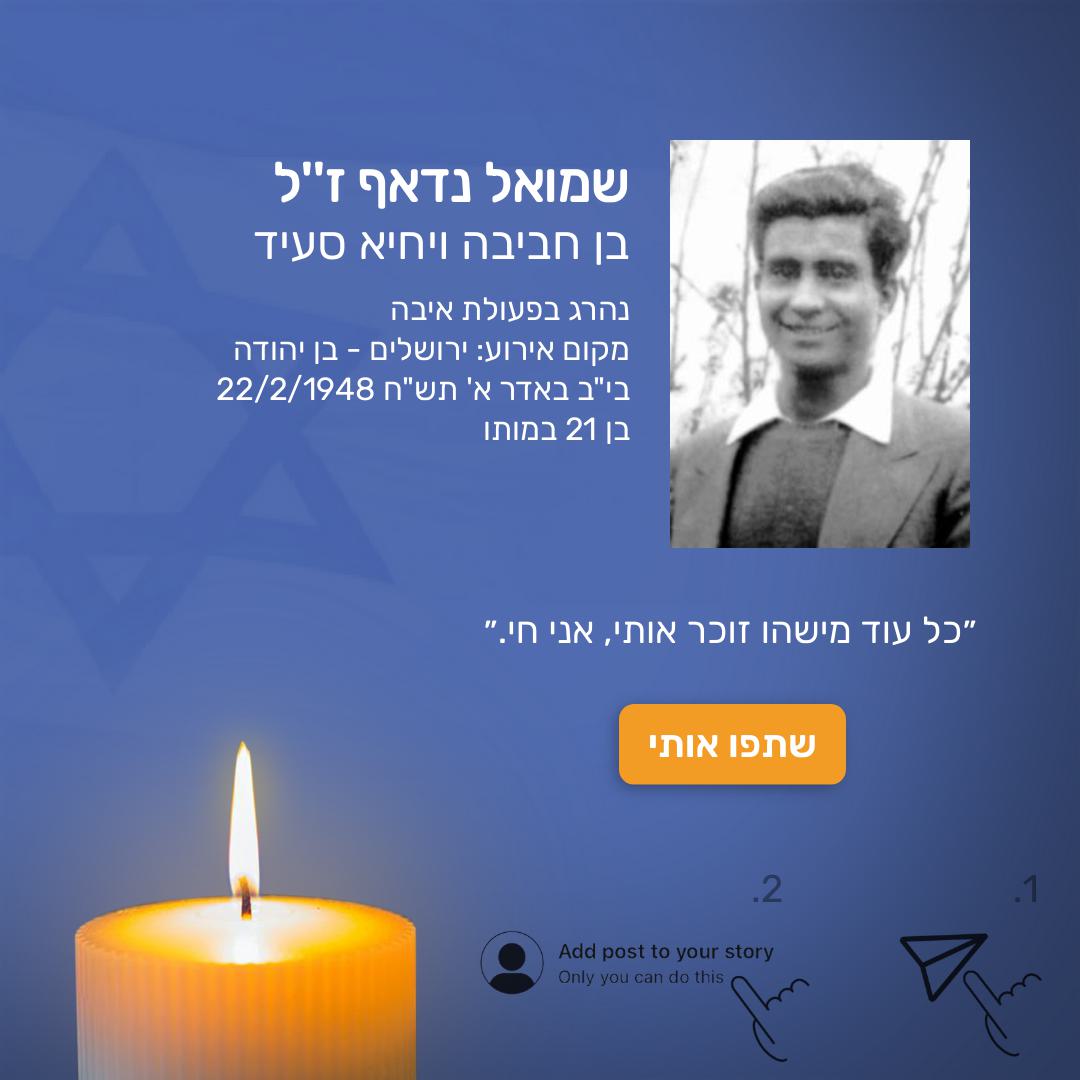 שמואל נדאף ז"ל
בן חביבה ויחיא סעיד
נהרג בפעולת איבה
מקום אירוע: ירושלים - בן יהודה
בי"ב באדר א' תש"ח 22/2/1948
בן 21 במותו
״כל עוד מישהו זוכר אותי, אני חי.״
שתפו אותי
1.
2.
Add post to your story
Only you can do this